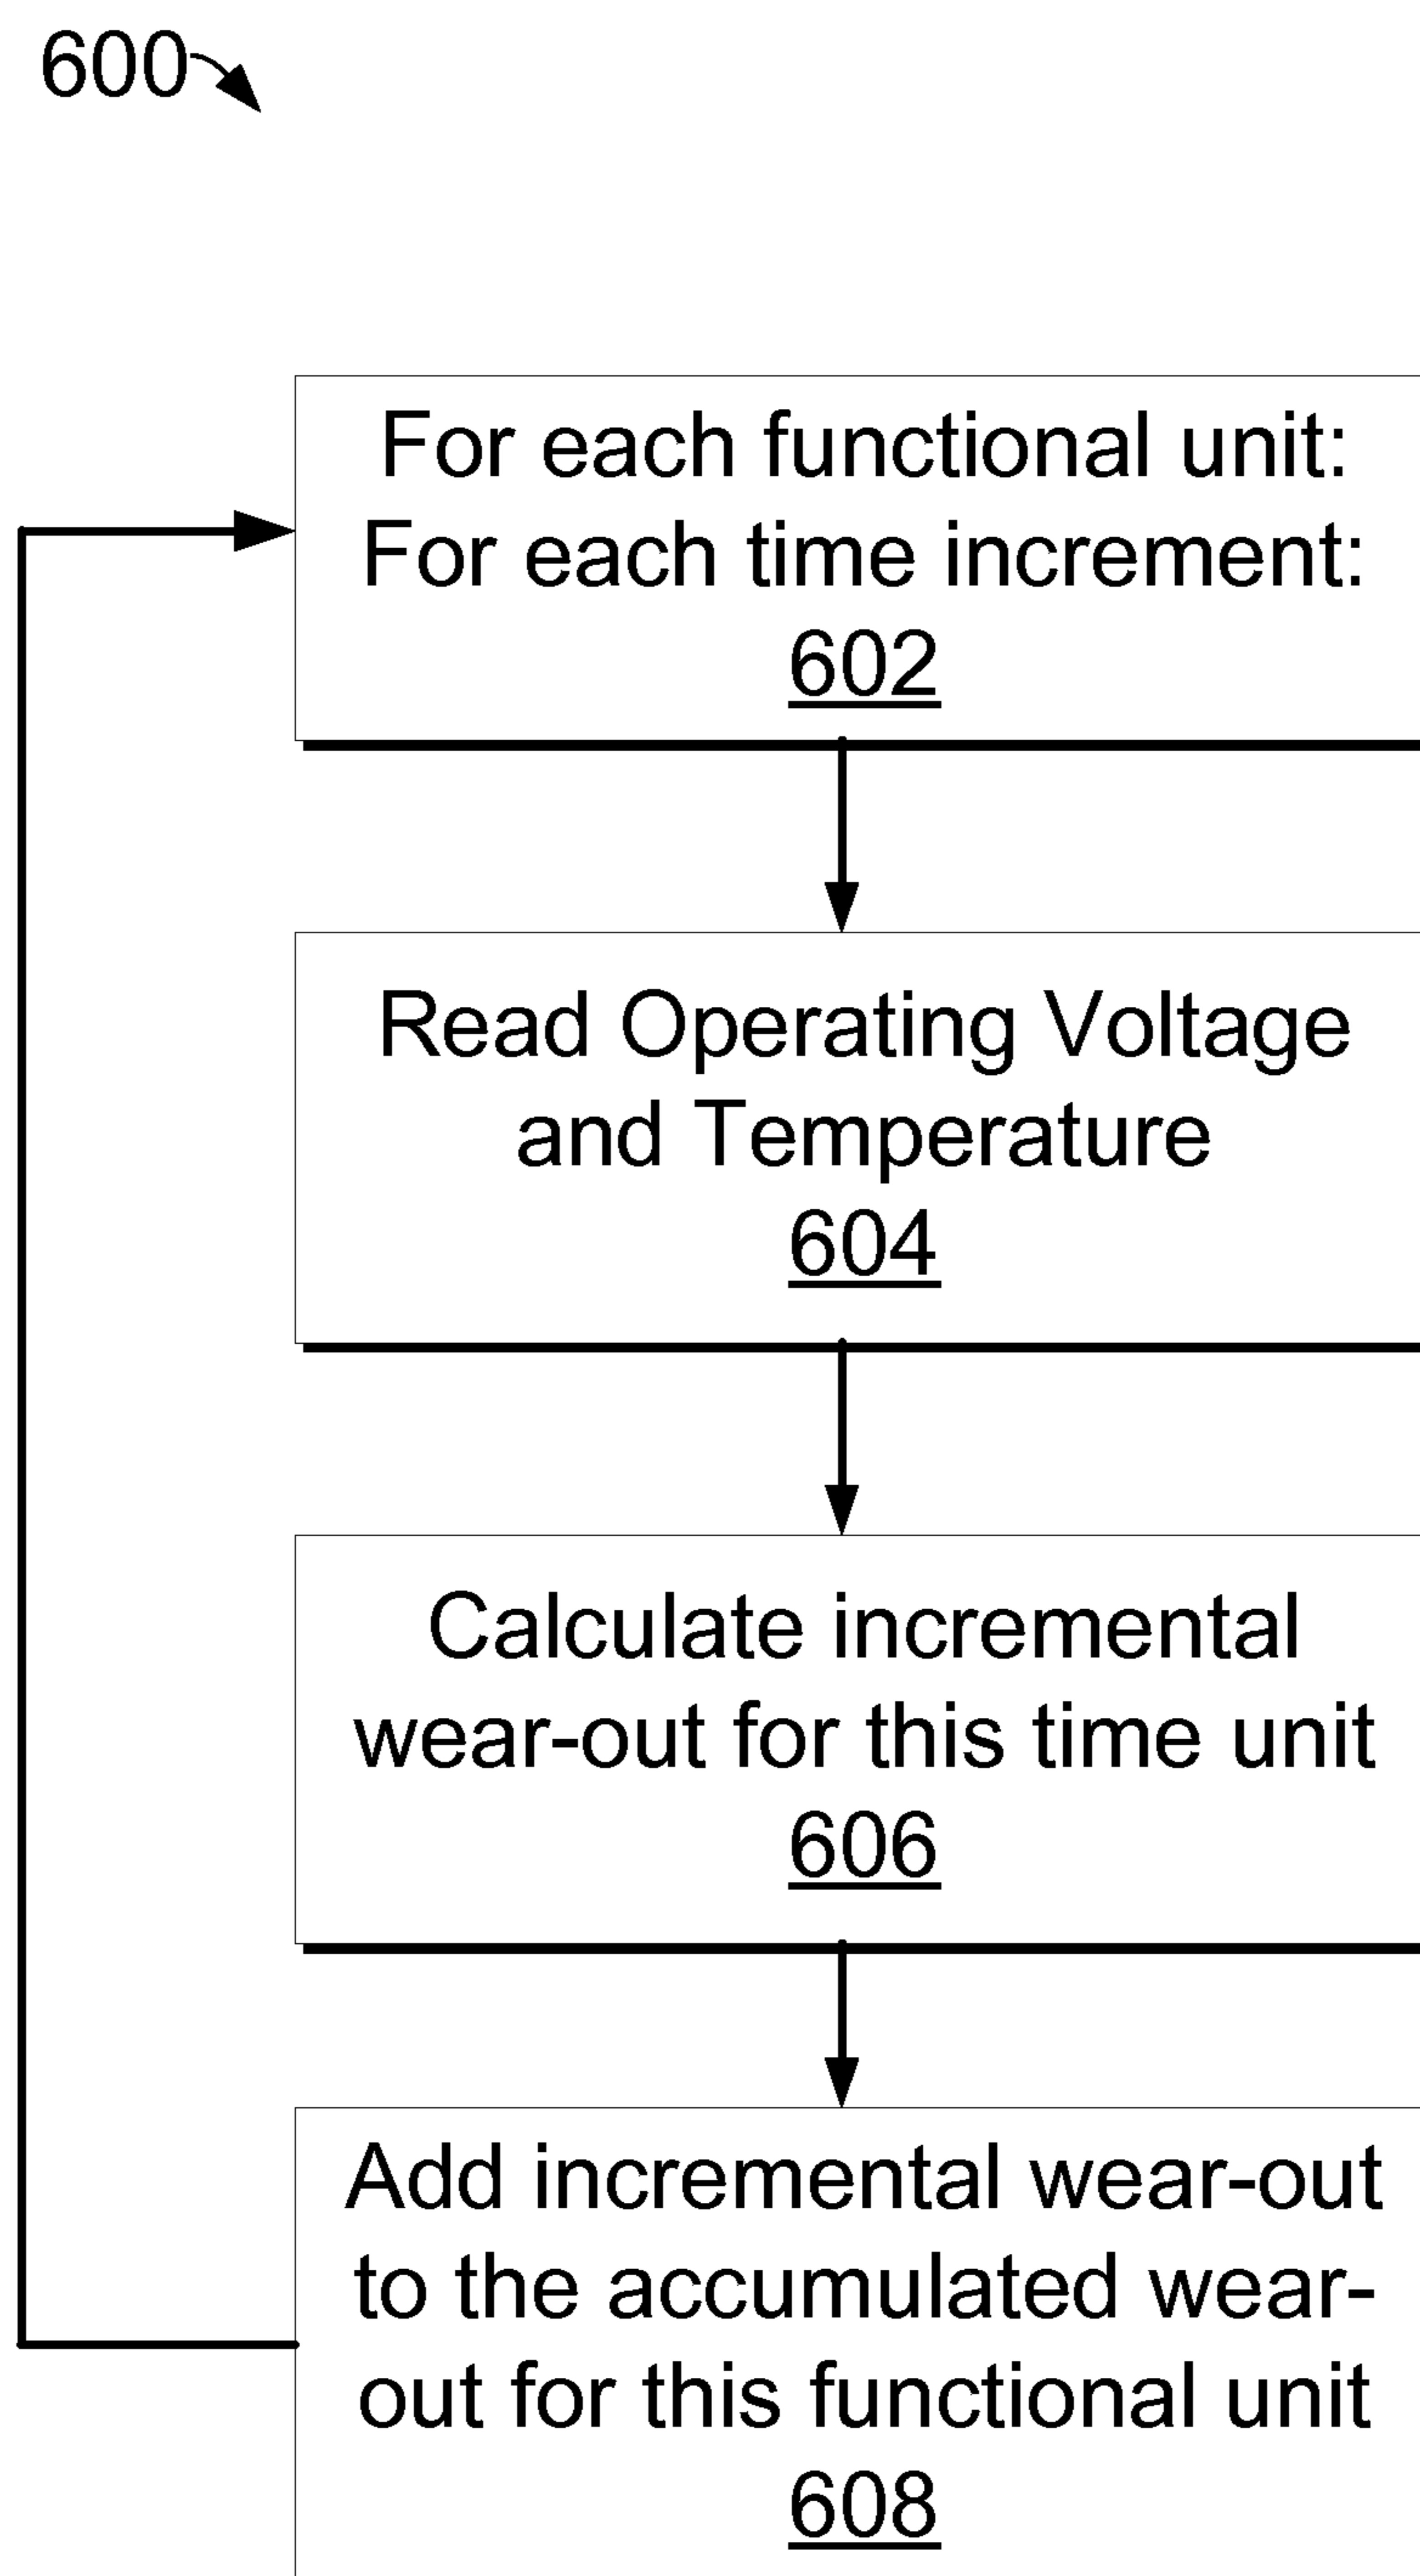 600
For each functional unit:
For each time increment:
602
Read Operating Voltage
and Temperature
604
Calculate incremental
wear-out for this time unit
606
Add incremental wear-out
to the accumulated wear-
out for this functional unit
608